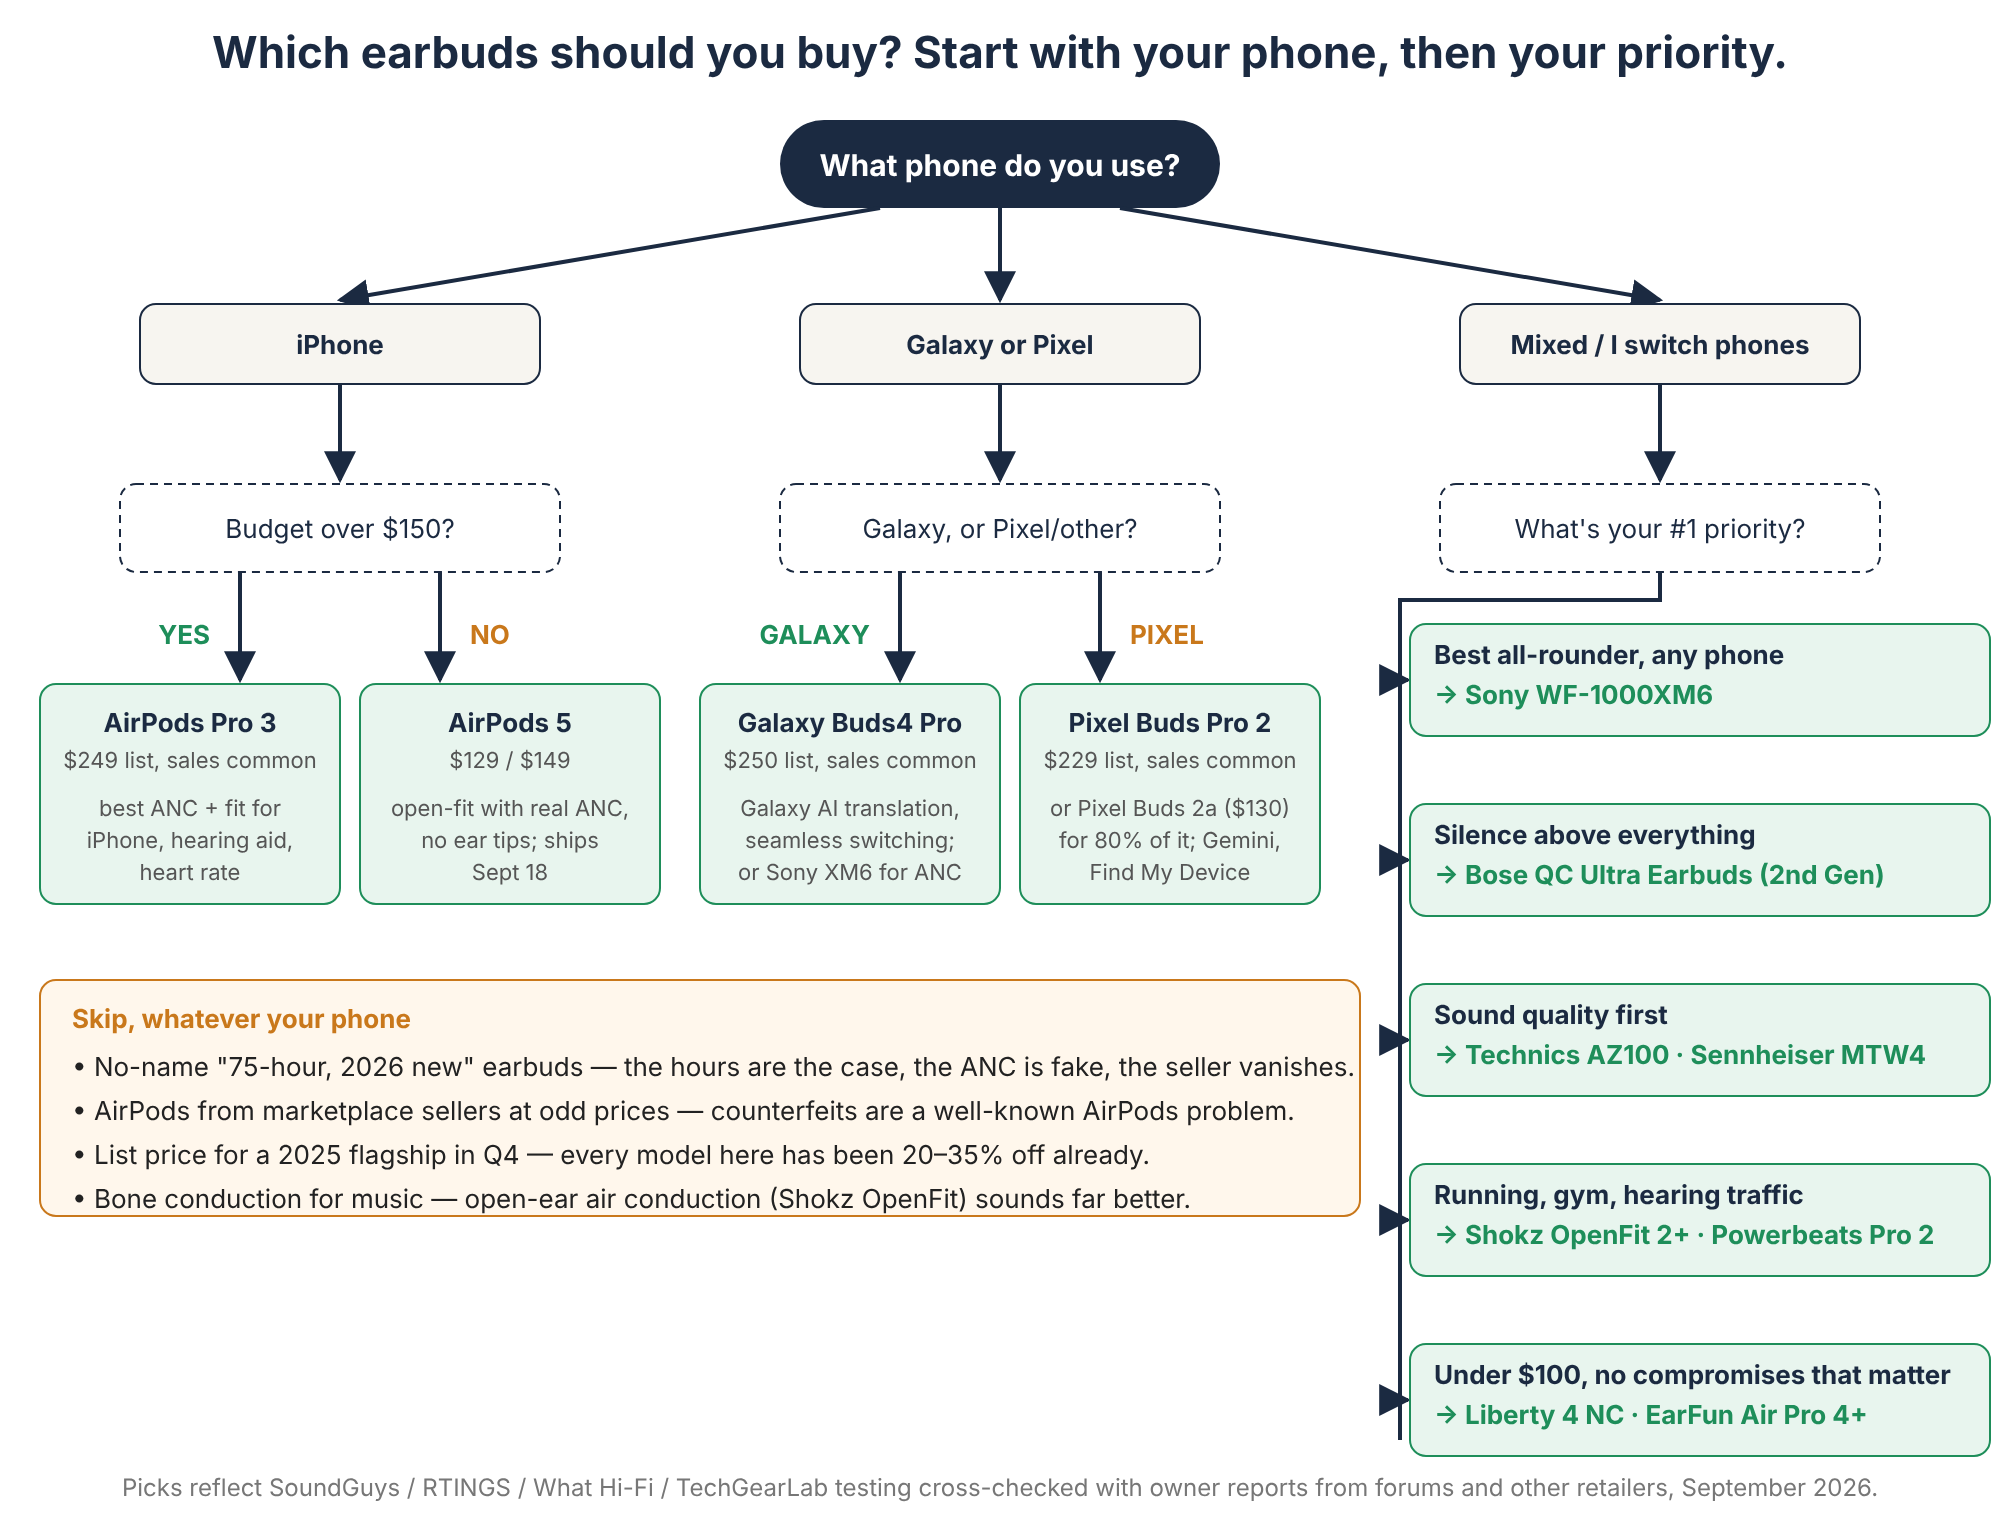 Which earbuds should you buy? Start with your phone, then your priority.
What phone do you use?
iPhone
Galaxy or Pixel
Mixed / I switch phones
Budget over $150?
Galaxy, or Pixel/other?
What's your #1 priority?
YES
NO
GALAXY
PIXEL
AirPods Pro 3
$249 list, sales common
best ANC + fit for
iPhone, hearing aid,
heart rate
AirPods 5
$129 / $149
open-fit with real ANC,
no ear tips; ships
Sept 18
Galaxy Buds4 Pro
$250 list, sales common
Galaxy AI translation,
seamless switching;
or Sony XM6 for ANC
Pixel Buds Pro 2
$229 list, sales common
or Pixel Buds 2a ($130)
for 80% of it; Gemini,
Find My Device
Best all-rounder, any phone
→ Sony WF-1000XM6
Silence above everything
→ Bose QC Ultra Earbuds (2nd Gen)
Sound quality first
→ Technics AZ100 · Sennheiser MTW4
Running, gym, hearing traffic
→ Shokz OpenFit 2+ · Powerbeats Pro 2
Under $100, no compromises that matter
→ Liberty 4 NC · EarFun Air Pro 4+
Skip, whatever your phone
• No-name "75-hour, 2026 new" earbuds — the hours are the case, the ANC is fake, the seller vanishes.
• AirPods from marketplace sellers at odd prices — counterfeits are a well-known AirPods problem.
• List price for a 2025 flagship in Q4 — every model here has been 20–35% off already.
• Bone conduction for music — open-ear air conduction (Shokz OpenFit) sounds far better.
Picks reflect SoundGuys / RTINGS / What Hi-Fi / TechGearLab testing cross-checked with owner reports from forums and other retailers, September 2026.